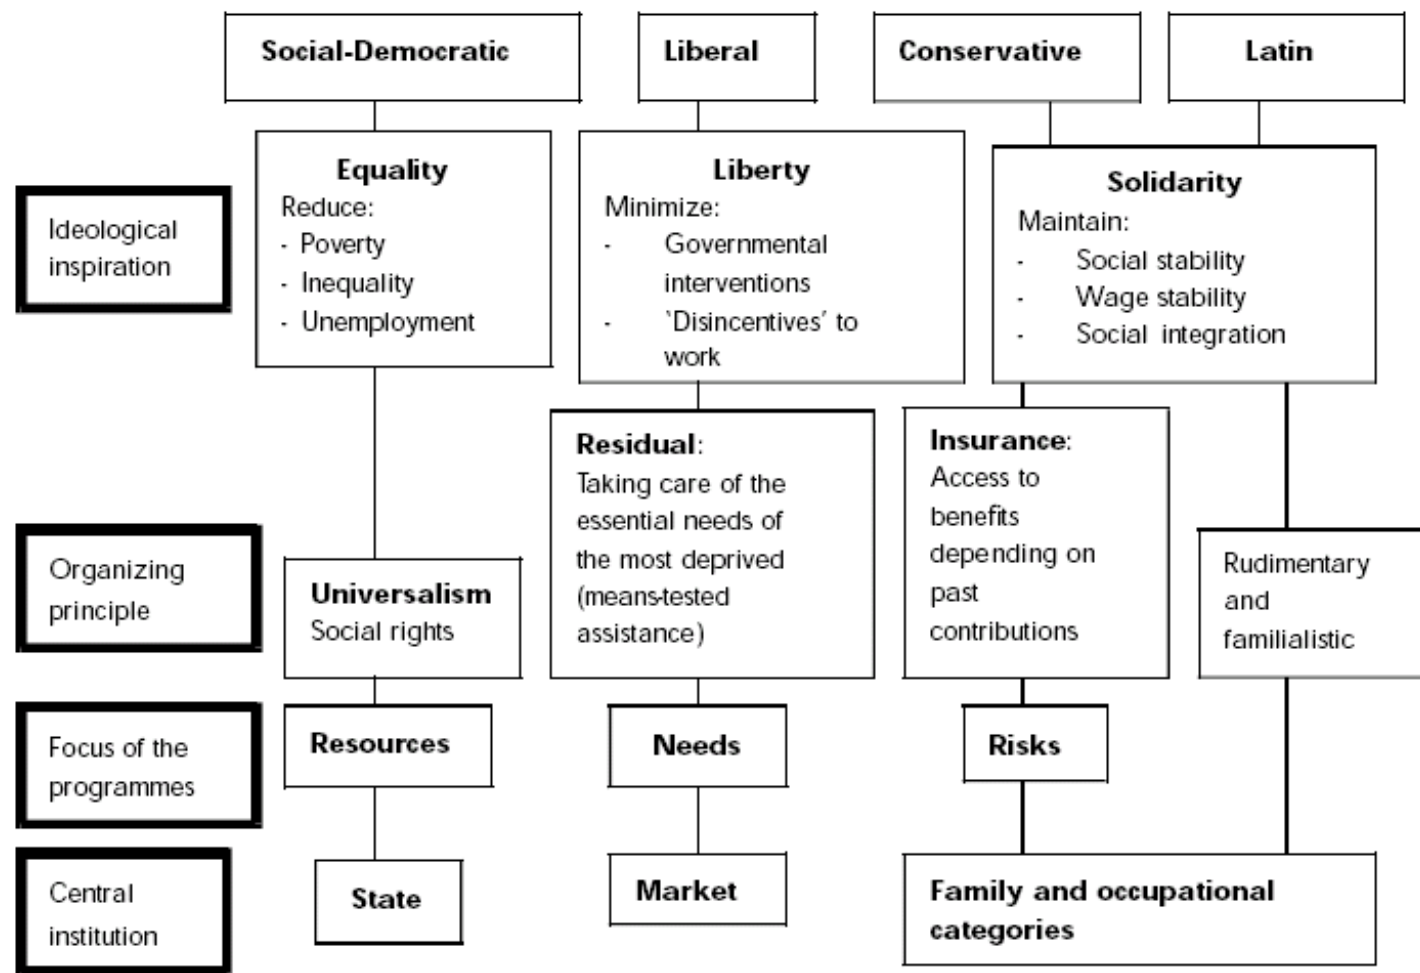 Social-Democratic
Liberal
Conservative
Latin
Ideological
inspiration
Equality
Reduce:
- Poverty
- Inequality
- Unemployment
Liberty
Minimize:
- Governmental
interventions
- ‘Disincentives’ to
work
Solidarity
Maintain:
- Social stability
- Wage stability
- Social integration
Organizing
principle
Universalism
Social rights
Residual:
Taking care of the
essential needs of
the most deprived
(means-tested
assistance)
Insurance:
Access to
benefits
depending on
past
contributions
Rudimentary
and
familialistic
Focus of the
programmes
Resources
Needs
Risks
Central
institution
State
Market
Family and occupational
categories